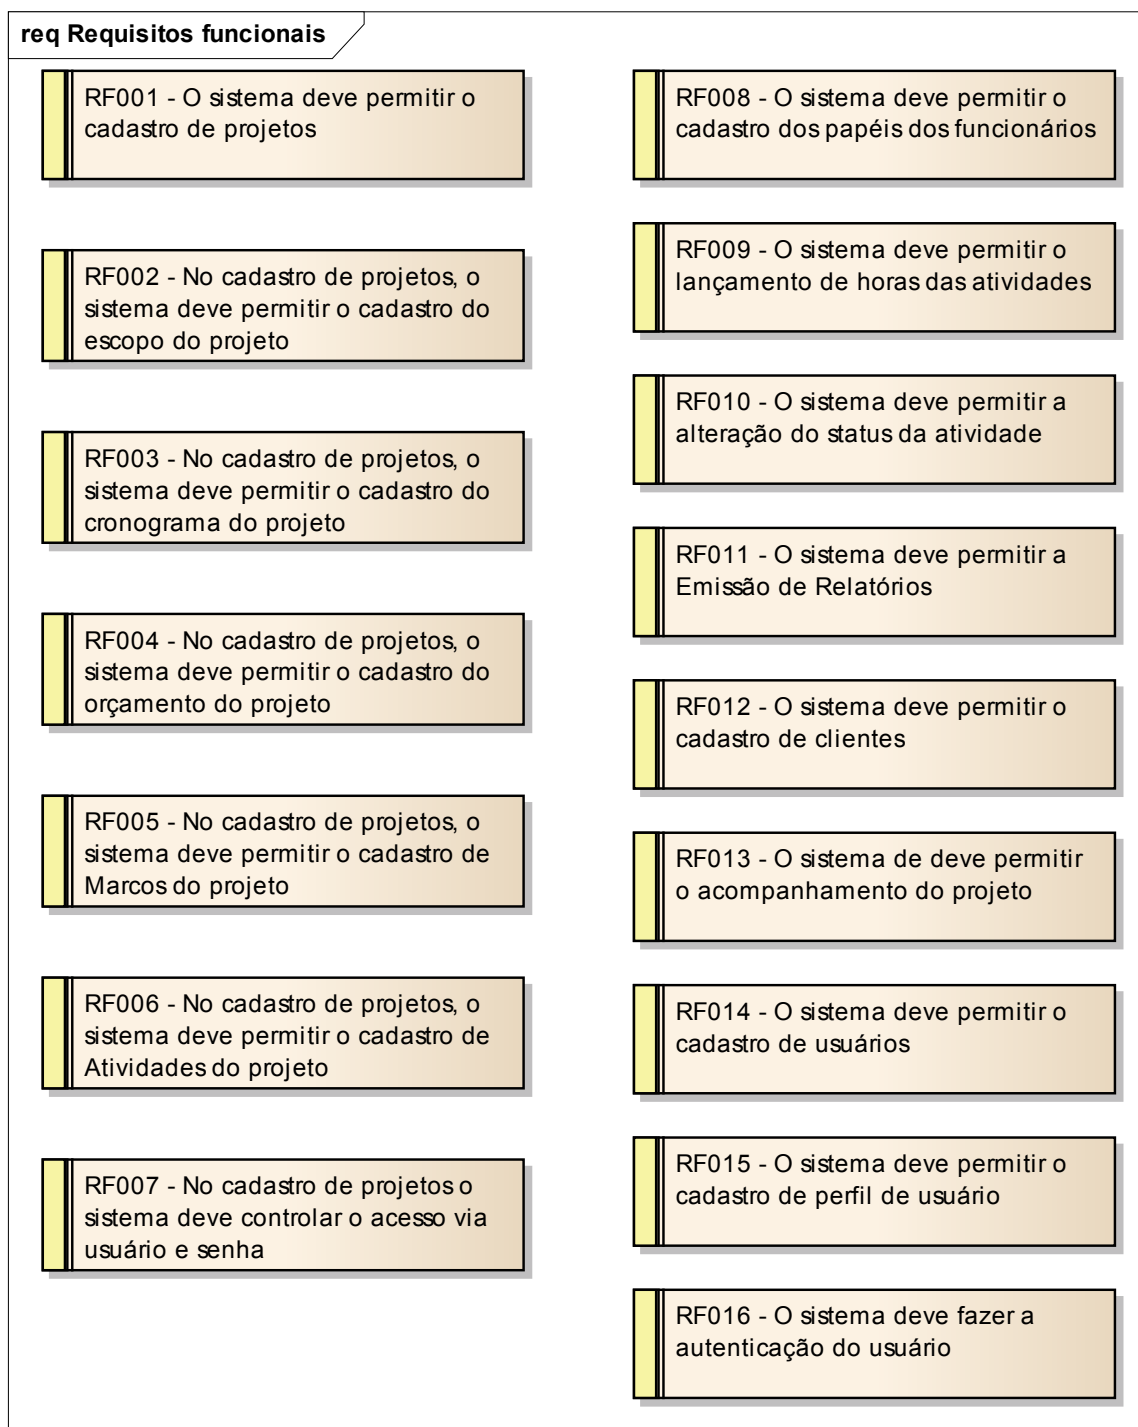 req Requisitos funcionais
RF001 - O sistema deve permitir o
cadastro de projetos
RF002 - No cadastro de projetos, o
sistema deve permitir o cadastro do
escopo do projeto
RF003 - No cadastro de projetos, o
sistema deve permitir o cadastro do
cronograma do projeto
RF004 - No cadastro de projetos, o
sistema deve permitir o cadastro do
orçamento do projeto
RF005 - No cadastro de projetos, o
sistema deve permitir o cadastro de
Marcos do projeto
RF006 - No cadastro de projetos, o
sistema deve permitir o cadastro de
Atividades do projeto
RF007 - No cadastro de projetos o
sistema deve controlar o acesso via
usuário e senha
RF008 - O sistema deve permitir o
cadastro dos papéis dos funcionários
RF009 - O sistema deve permitir o
lançamento de horas das atividades
RF010 - O sistema deve permitir a
alteração do status da atividade
RF011 - O sistema deve permitir a
Emissão de Relatórios
RF012 - O sistema deve permitir o
cadastro de clientes
RF013 - O sistema de deve permitir
o acompanhamento do projeto
RF014 - O sistema deve permitir o
cadastro de usuários
RF015 - O sistema deve permitir o
cadastro de perfil de usuário
RF016 - O sistema deve fazer a
autenticação do usuário